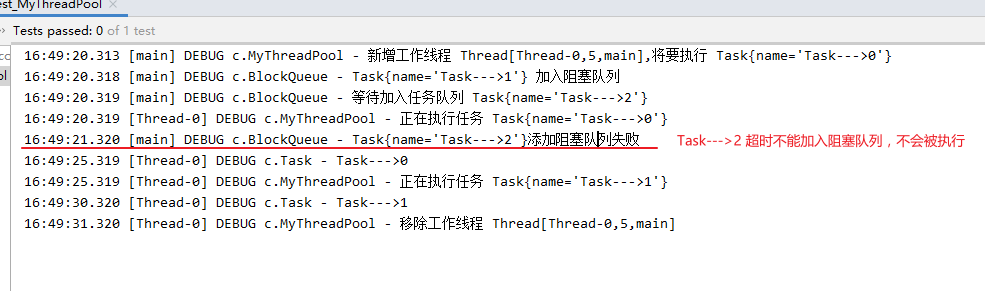 est_MyThreadPool ×
Tests passed: 0 of 1 test
16:49:20.313 [main] DEBUG c.MyThreadPool - 新增工作线程 Thread[Thread-0,5,main],将要执行 Task{name='Task--->0'}
16:49:20.318 [main] DEBUG c.BlockQueue - Task{name='Task--->1'} 加入阻塞队列
16:49:20.319 [main] DEBUG c.BlockQueue - 等待加入任务队列 Task{name='Task--->2'}
16:49:20.319 [Thread-0] DEBUG c.MyThreadPool - 正在执行任务 Task{name='Task--->0'}
16:49:21.320 [main] DEBUG c.BlockQueue - Task{name='Task--->2'}添加阻塞队列失败 Task--->2 超时不能加入阻塞队列，不会被执行
16:49:25.319 [Thread-0] DEBUG c.Task - Task--->0
16:49:25.319 [Thread-0] DEBUG c.MyThreadPool - 正在执行任务 Task{name='Task--->1'}
16:49:30.320 [Thread-0] DEBUG c.Task - Task--->1
16:49:31.320 [Thread-0] DEBUG c.MyThreadPool - 移除工作线程 Thread[Thread-0,5,main]